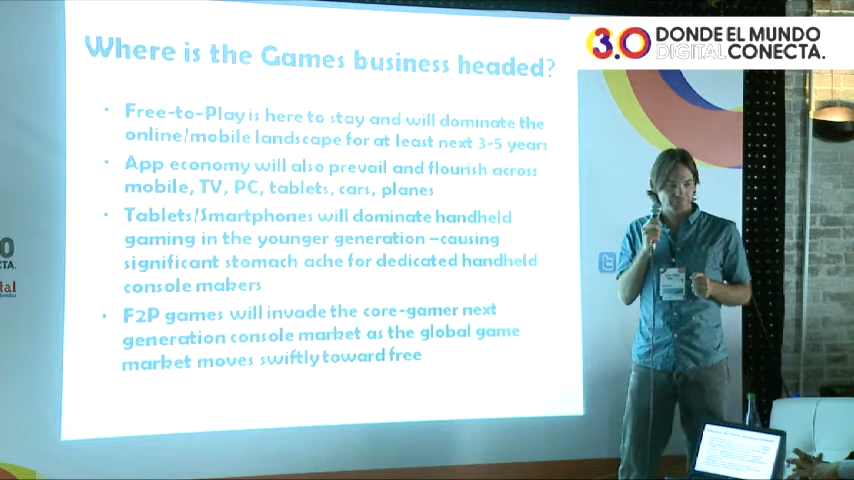 Where is the Games business headed?
• Free-to-Play is here to stay and will dominate the
online/mobile landscape for at least next 3-5 years
• App economy will also prevail and flourish across
mobile, TV, PC, tablets, cars, planes
• Tablets/Smartphones will dominate handheld
gaming in the younger generation –causing
significant stomach ache for dedicated handheld
console makers
• F2P games will invade the core-gamer next
generation console market as the global game
market moves swiftly toward free
3.0 DONDE EL MUNDO
DIGITAL CONECTA.